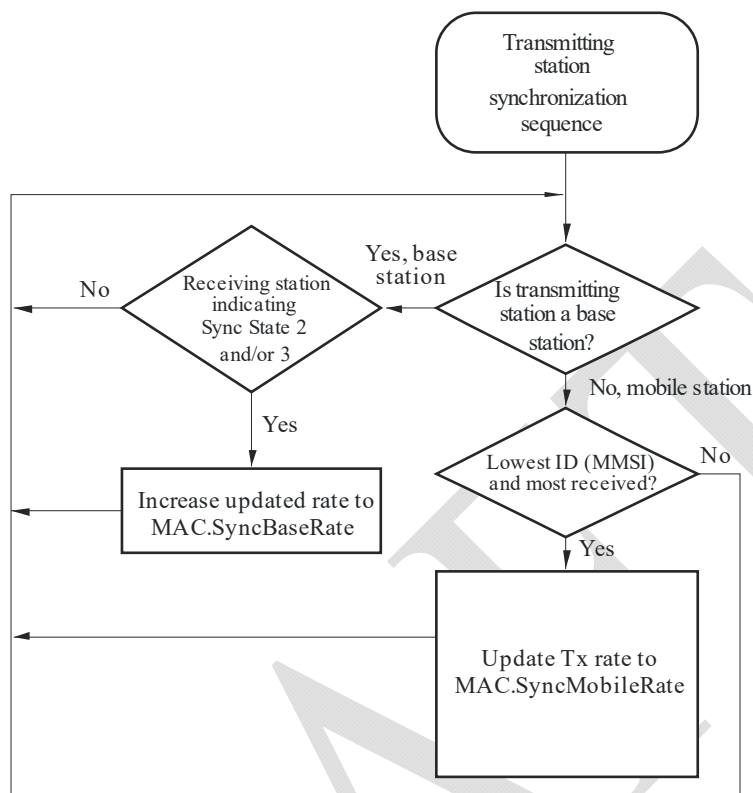 Transmitting
station
synchronization
sequence
Yes, base
station
No
Receiving station
indicating
Sync State 2
and/or 3
Is transmitting
station a base
station?
No, mobile station
Yes
Lowest ID (MMSI)
and most received?
No
Increase updated rate to
MAC.SyncBaseRate
Yes
Update Tx rate to
MAC.SyncMobileRate